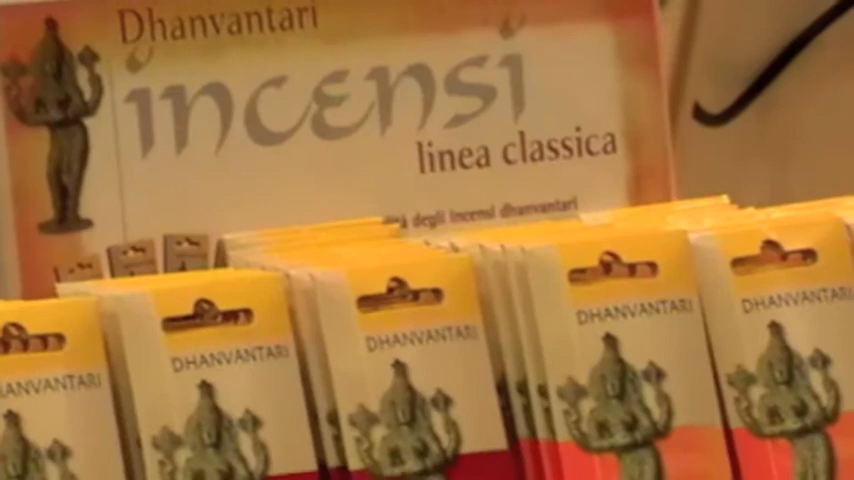 Dhanvantari
incensi
linea classica
degli incensi dhanvantari
DHANVANTARI
DHANVANTARI
DHANVANTARI
DHANVANTARI
DHANVANTARI